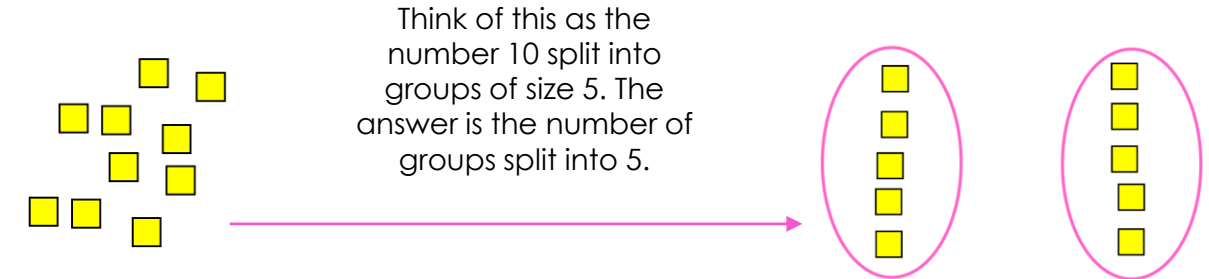 Think of this as the
number 10 split into
groups of size 5. The
answer is the number of
groups split into 5.